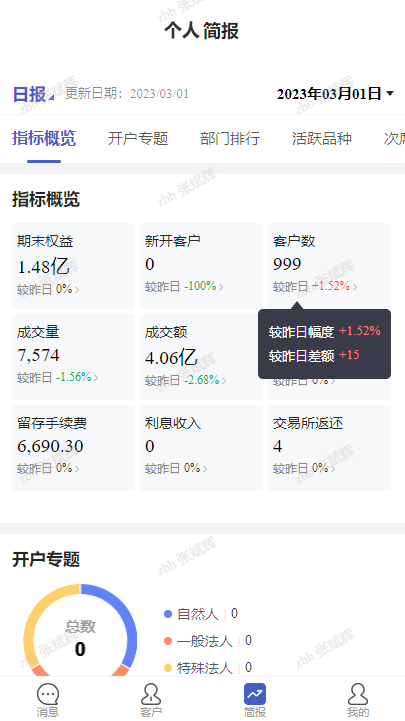 个人简报
日报 更新日期：2023/03/01 2023年03月01日
指标概览 开户专题 部门排行 活跃品种 次席
指标概览
期末权益 新开客户 客户数
1.48亿 0 999
较昨日 0% 较昨日 -100% 较昨日 +1.52%
较昨日幅度 +1.52%
较昨日差额 +15
成交量 成交额
7,574 4.06亿
较昨日 -1.56% 较昨日 -2.68% 较昨日 0%
留存手续费 利息收入 交易所返还
6,690.30 0 4
较昨日 0% 较昨日 0% 较昨日 0%
开户专题
总数
0
自然人 0
一般法人 0
特殊法人 0
消息 客户 简报 我的
zhh 张斌辉